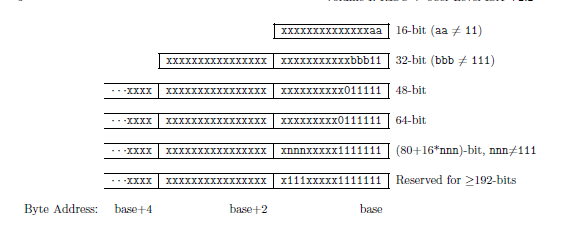 xxxxxxxxxxxxxxaa 16-bit (aa ≠ 11)
xxxxxxxxxxxxxxxx xxxxxxxxxxxbbb11 32-bit (bbb ≠ 111)
···xxxx xxxxxxxxxxxxxxxx xxxxxxxxxx011111 48-bit
···xxxx xxxxxxxxxxxxxxxx xxxxxxxxx0111111 64-bit
···xxxx xxxxxxxxxxxxxxxx xnnnxxxxx1111111 (80+16*nnn)-bit, nnn≠111
···xxxx xxxxxxxxxxxxxxxx x111xxxxx1111111 Reserved for ≥192-bits
Byte Address: base+4 base+2 base